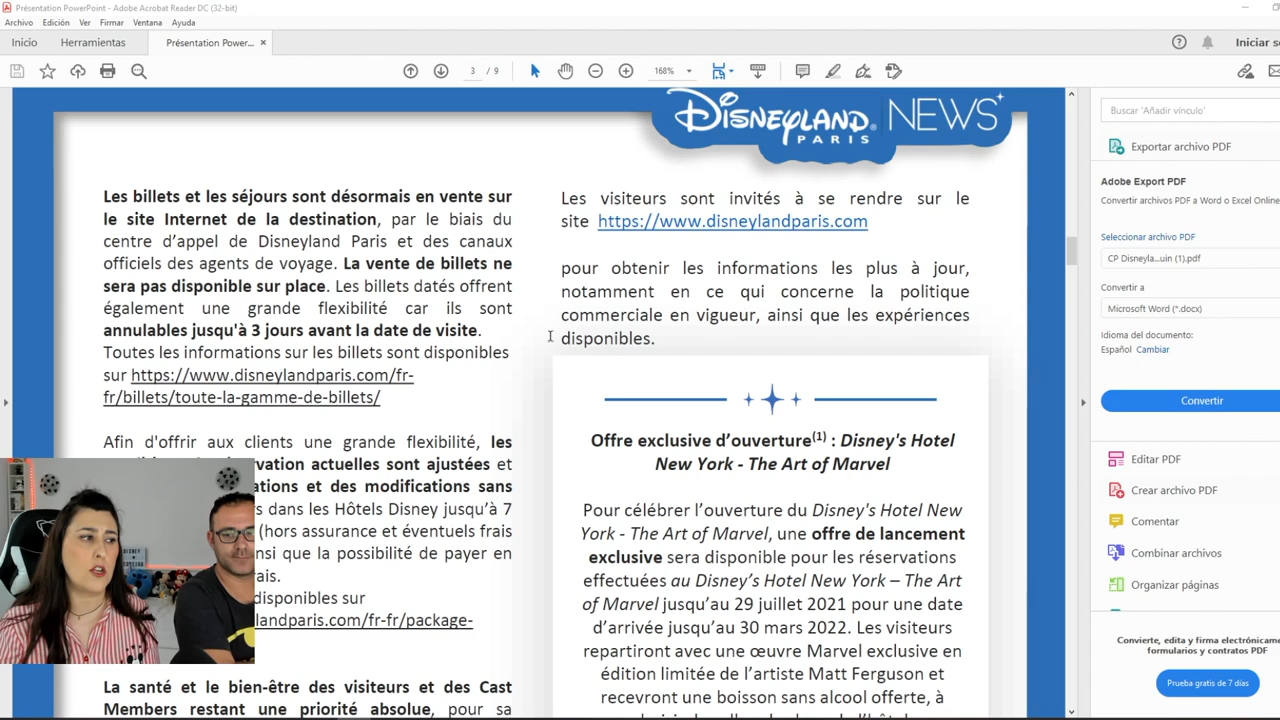 Présentation PowerPoint - Adobe Acrobat Reader DC (32-bit)
Archivo Edición Ver Firmar Ventana Ayuda
Inicio Herramientas Présentation Power... × Iniciar se
3 / 9 168%
DISNEYLAND® PARIS NEWS
Les billets et les séjours sont désormais en vente sur
le site Internet de la destination, par le biais du
centre d'appel de Disneyland Paris et des canaux
officiels des agents de voyage. La vente de billets ne
sera pas disponible sur place. Les billets datés offrent
également une grande flexibilité car ils sont
annulables jusqu'à 3 jours avant la date de visite.
Toutes les informations sur les billets sont disponibles
sur https://www.disneylandparis.com/fr-
fr/billets/toute-la-gamme-de-billets/
Afin d'offrir aux clients une grande flexibilité, les
ervation actuelles sont ajustées et
ations et des modifications sans
s dans les Hôtels Disney jusqu'à 7
(hors assurance et éventuels frais
nsi que la possibilité de payer en
rais.
disponibles sur
landparis.com/fr-fr/package-
La santé et le bien-être des visiteurs et des Cast
Members restant une priorité absolue, pour sa
Les visiteurs sont invités à se rendre sur le
site https://www.disneylandparis.com
pour obtenir les informations les plus à jour,
notamment en ce qui concerne la politique
commerciale en vigueur, ainsi que les expériences
disponibles.
Offre exclusive d'ouverture(1) : Disney's Hotel
New York - The Art of Marvel
Pour célébrer l'ouverture du Disney's Hotel New
York - The Art of Marvel, une offre de lancement
exclusive sera disponible pour les réservations
effectuées au Disney's Hotel New York – The Art
of Marvel jusqu'au 29 juillet 2021 pour une date
d'arrivée jusqu'au 30 mars 2022. Les visiteurs
repartiront avec une œuvre Marvel exclusive en
édition limitée de l'artiste Matt Ferguson et
recevront une boisson sans alcool offerte, à
Buscar 'Añadir vínculo'
Exportar archivo PDF
Adobe Export PDF
Convertir archivos PDF a Word o Excel Online
Seleccionar archivo PDF
CP Disneyla...uin (1).pdf
Convertir a
Microsoft Word (*.docx)
Idioma del documento:
Español Cambiar
Convertir
Editar PDF
Crear archivo PDF
Comentar
Combinar archivos
Organizar páginas
Convierte, edita y firma electrónicame
formularios y contratos PDF
Prueba gratis de 7 días